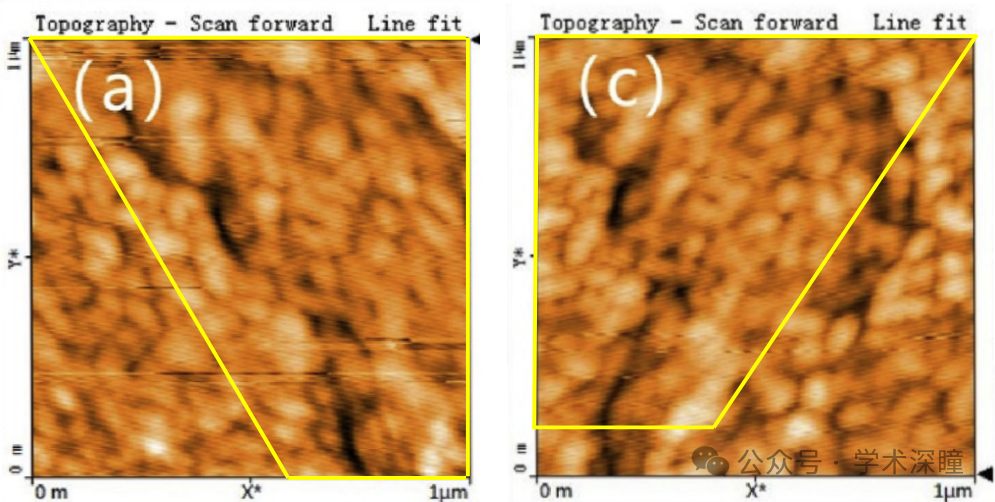 Topography - Scan forward Line fit
1µm
(a)
Y*
0 m
0 m X* 1µm
Topography - Scan forward Line fit
1µm
(c)
Y*
0 m
公众号 · 学术深瞳
0 m X* 1µm